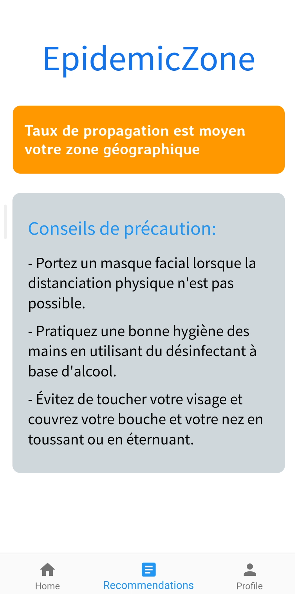 EpidemicZone
Taux de propagation est moyen
votre zone géographique
Conseils de précaution:
- Portez un masque facial lorsque la
distanciation physique n'est pas
possible.
- Pratiquez une bonne hygiène des
mains en utilisant du désinfectant à
base d'alcool.
- Évitez de toucher votre visage et
couvrez votre bouche et votre nez en
toussant ou en éternuant.
Home
Recommendations
Profile